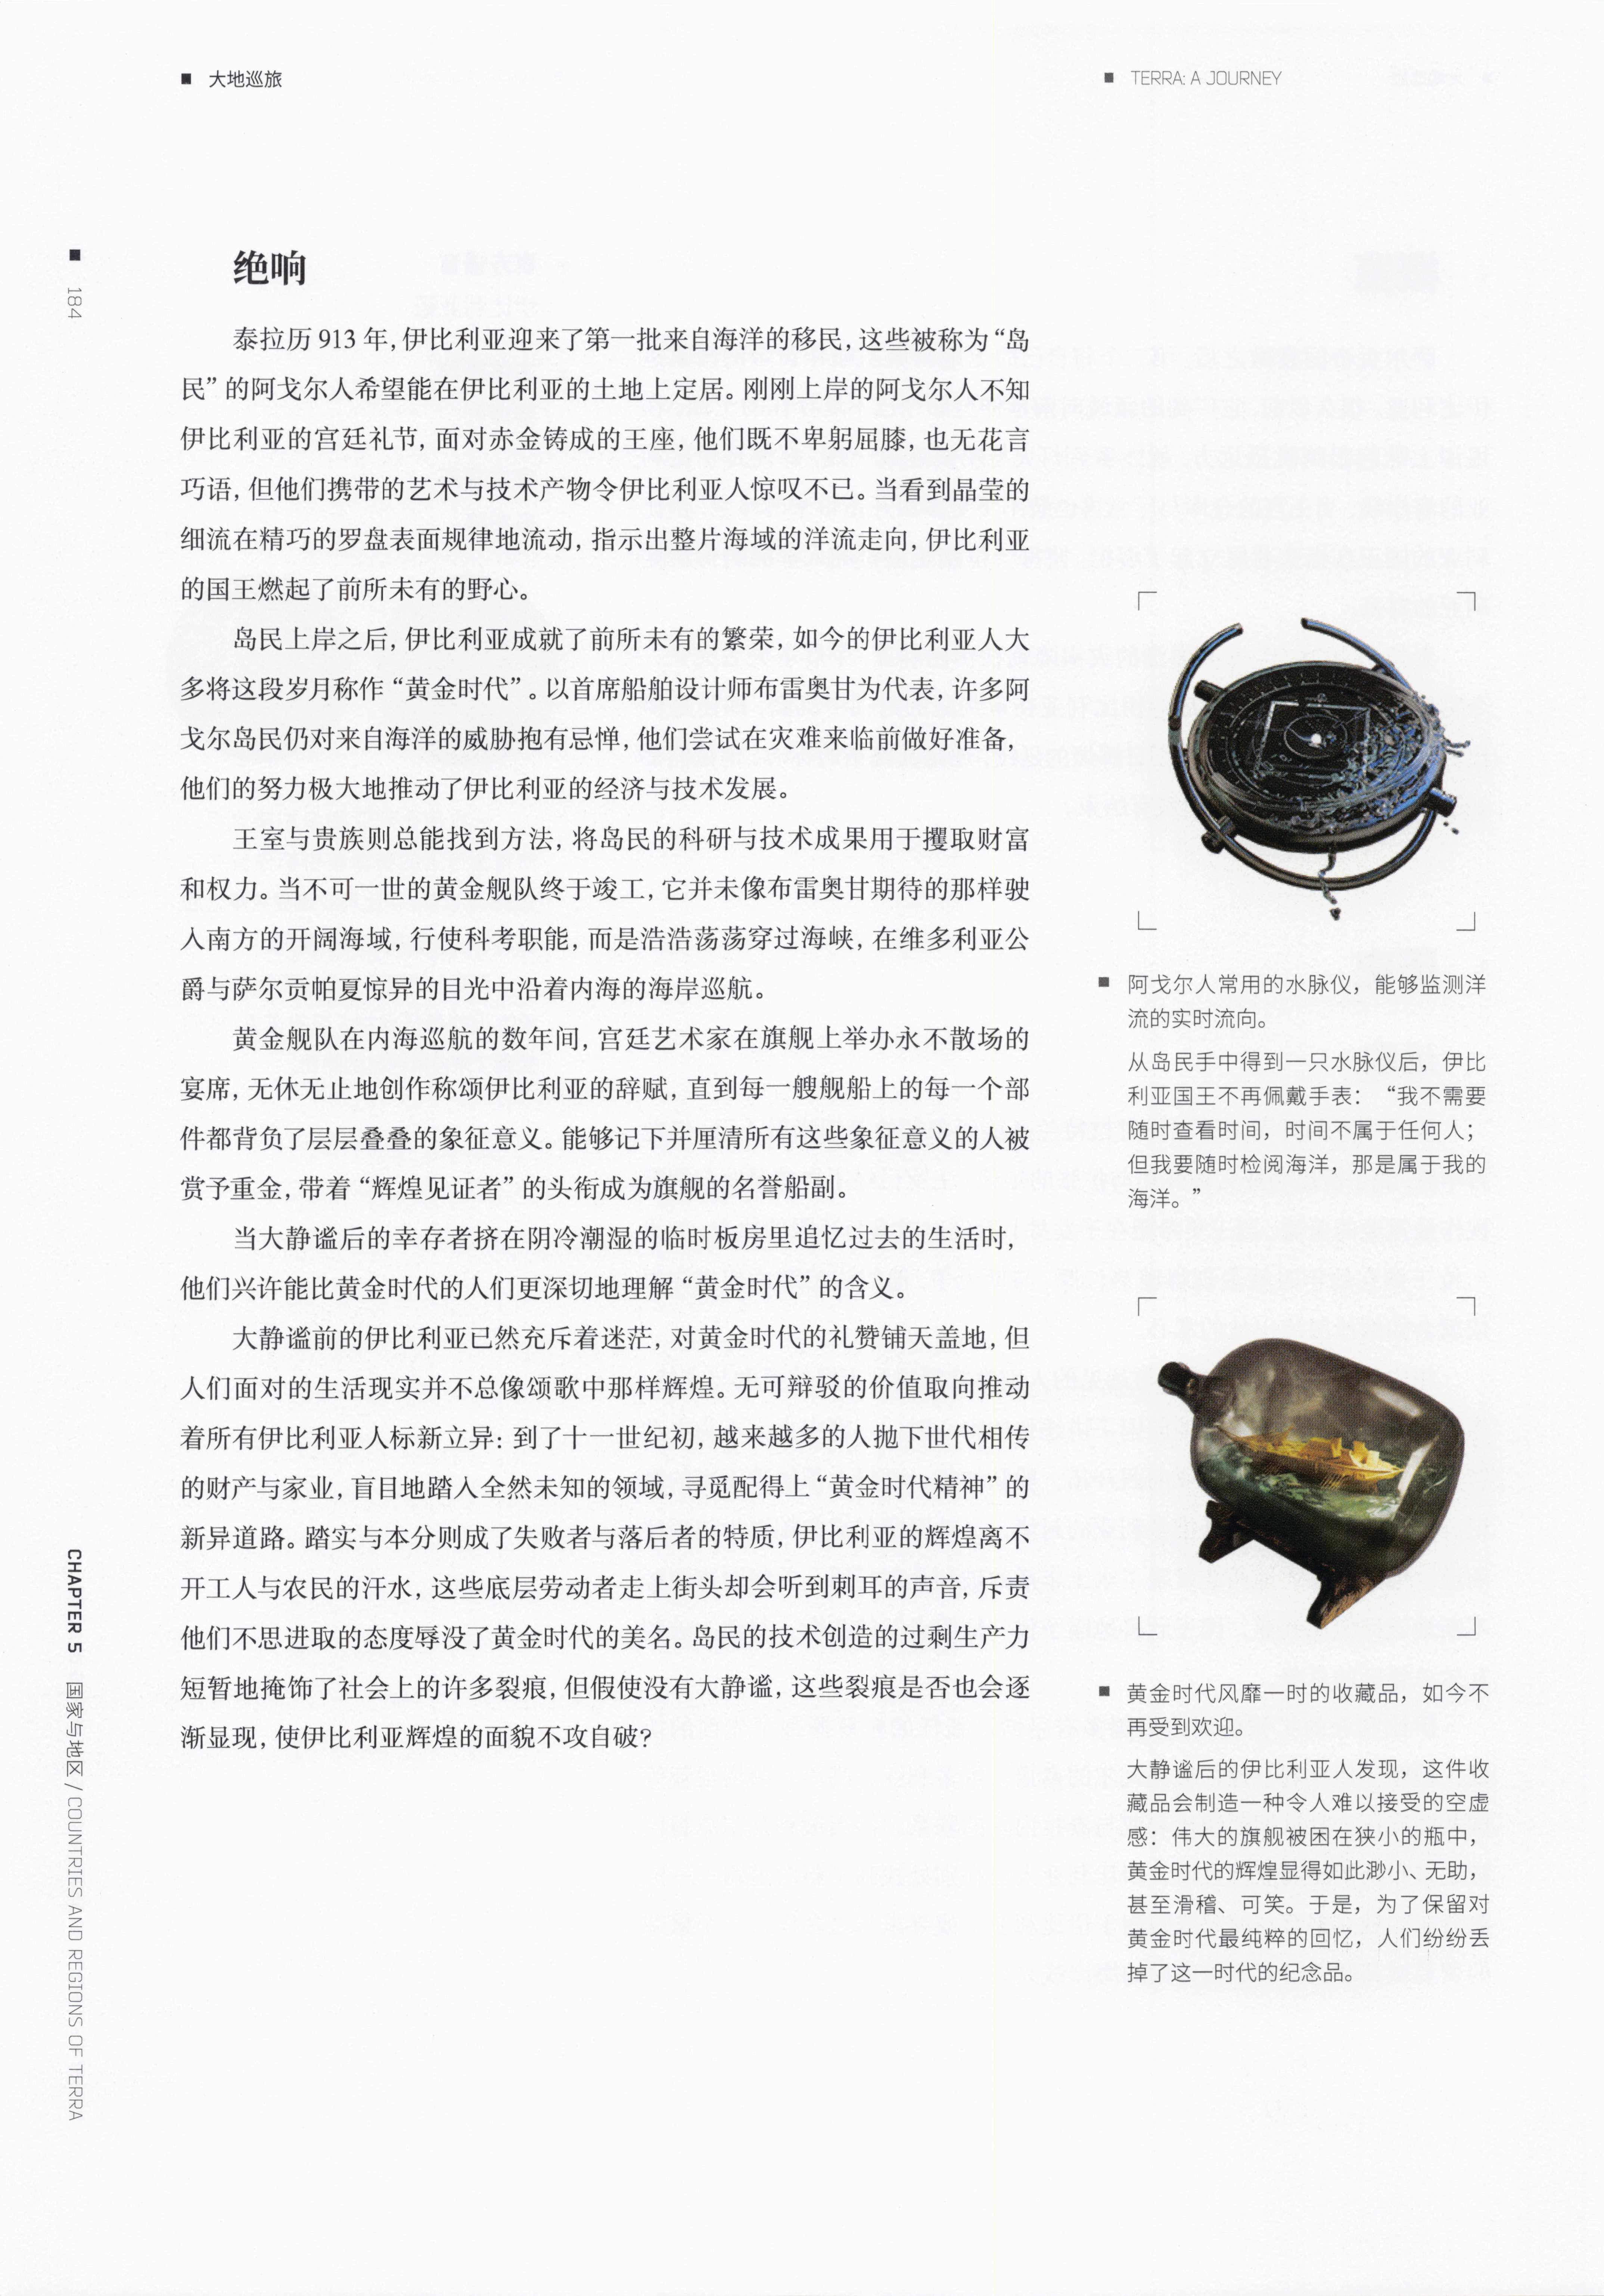 大地巡旅
TERRA: A JOURNEY
184
绝响
泰拉历 913 年，伊比利亚迎来了第一批来自海洋的移民，这些被称为“岛
民”的阿戈尔人希望能在伊比利亚的土地上定居。刚刚上岸的阿戈尔人不知
伊比利亚的宫廷礼节，面对赤金铸成的王座，他们既不卑躬屈膝，也无花言
巧语，但他们携带的艺术与技术产物令伊比利亚人惊叹不已。当看到晶莹的
细流在精巧的罗盘表面规律地流动，指示出整片海域的洋流走向，伊比利亚
的国王燃起了前所未有的野心。
岛民上岸之后，伊比利亚成就了前所未有的繁荣，如今的伊比利亚人大
多将这段岁月称作“黄金时代”。以首席船舶设计师布雷奥甘为代表，许多阿
戈尔岛民仍对来自海洋的威胁抱有忌惮，他们尝试在灾难来临前做好准备，
他们的努力极大地推动了伊比利亚的经济与技术发展。
王室与贵族则总能找到方法，将岛民的科研与技术成果用于攫取财富
和权力。当不可一世的黄金舰队终于竣工，它并未像布雷奥甘期待的那样驶
入南方的开阔海域，行使科考职能，而是浩浩荡荡穿过海峡，在维多利亚公
爵与萨尔贡帕夏惊异的目光中沿着内海的海岸巡航。
黄金舰队在内海巡航的数年间，宫廷艺术家在旗舰上举办永不散场的
宴席，无休无止地创作称颂伊比利亚的辞赋，直到每一艘舰船上的每一个部
件都背负了层层叠叠的象征意义。能够记下并厘清所有这些象征意义的人被
赏予重金，带着“辉煌见证者”的头衔成为旗舰的名誉船副。
当大静谧后的幸存者挤在阴冷潮湿的临时板房里追忆过去的生活时，
他们兴许能比黄金时代的人们更深切地理解“黄金时代”的含义。
大静谧前的伊比利亚已然充斥着迷茫，对黄金时代的礼赞铺天盖地，但
人们面对的生活现实并不总像颂歌中那样辉煌。无可辩驳的价值取向推动
着所有伊比利亚人标新立异：到了十一世纪初，越来越多的人抛下世代相传
的财产与家业，盲目地踏入全然未知的领域，寻觅配得上“黄金时代精神”的
新异道路。踏实与本分则成了失败者与落后者的特质，伊比利亚的辉煌离不
开工人与农民的汗水，这些底层劳动者走上街头却会听到刺耳的声音，斥责
他们不思进取的态度辱没了黄金时代的美名。岛民的技术创造的过剩生产力
短暂地掩饰了社会上的许多裂痕，但假使没有大静谧，这些裂痕是否也会逐
渐显现，使伊比利亚辉煌的面貌不攻自破？
阿戈尔人常用的水脉仪，能够监测洋
流的实时流向。
从岛民手中得到一只水脉仪后，伊比
利亚国王不再佩戴手表：“我不需要
随时查看时间，时间不属于任何人；
但我要随时检阅海洋，那是属于我的
海洋。”
黄金时代风靡一时的收藏品，如今不
再受到欢迎。
大静谧后的伊比利亚人发现，这件收
藏品会制造一种令人难以接受的空虚
感：伟大的旗舰被困在狭小的瓶中，
黄金时代的辉煌显得如此渺小、无助，
甚至滑稽、可笑。于是，为了保留对
黄金时代最纯粹的回忆，人们纷纷丢
掉了这一时代的纪念品。
CHAPTER 5 国家与地区 / COUNTRIES AND REGIONS OF TERRA